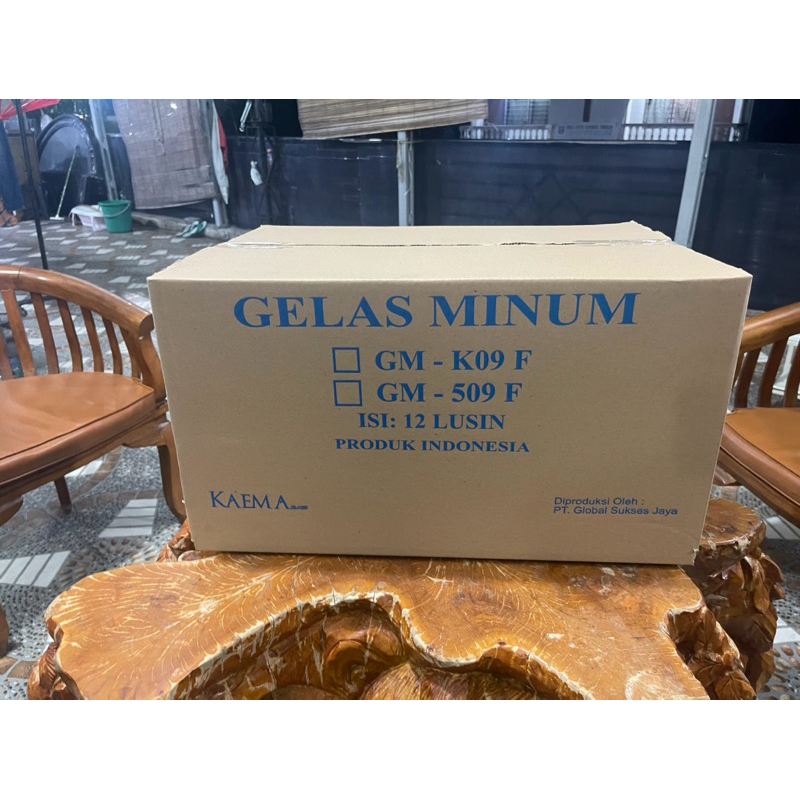 GELAS MINUM
GM - K09 F
GM - 509 F
ISI: 12 LUSIN
PRODUK INDONESIA
KAEMA
Diproduksi Oleh :
PT. Global Sukses Jaya